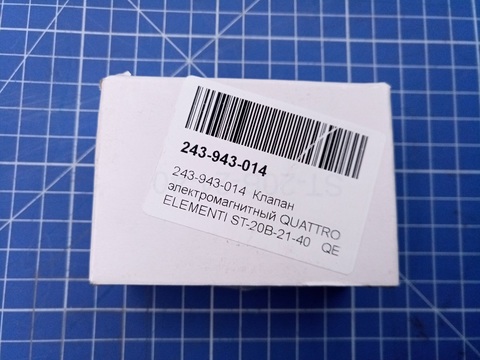 243-943-014
243-943-014 Клапан
электромагнитный QUATTRO
ELEMENTI ST-20B-21-40 QE